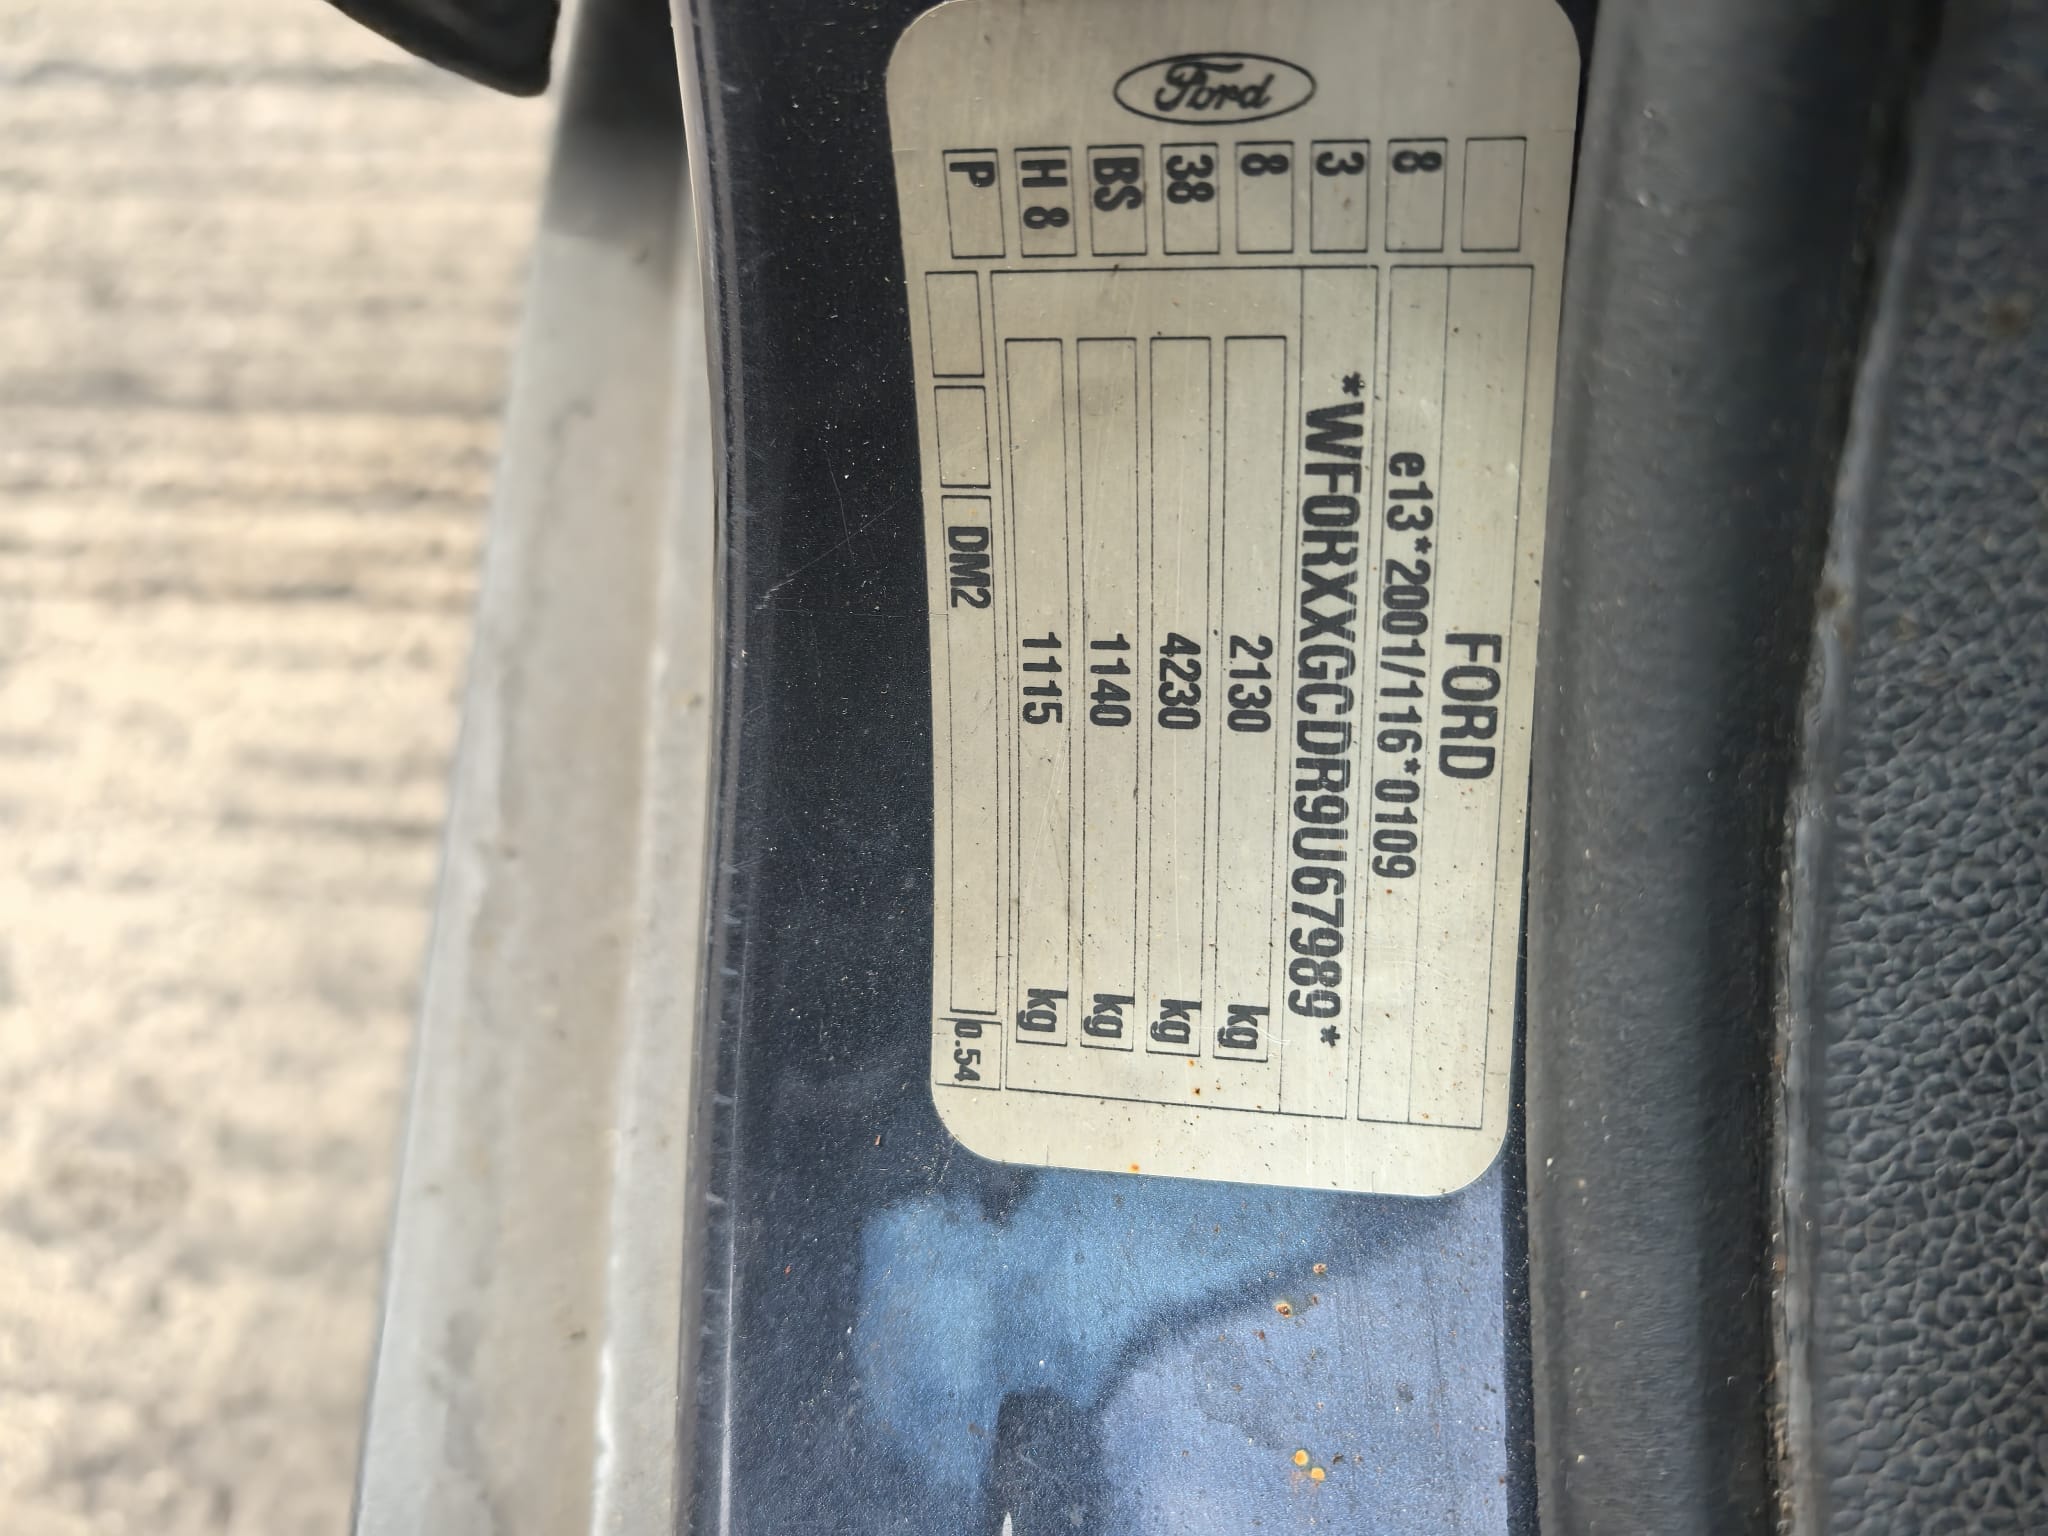 Ford
FORD
e13*2001/116*0109
*WF0RXXGCDR9U67989*
2130 kg
4230 kg
1140 kg
1115 kg
DM2
0.54
8
3
8
38
BS
H 8
P